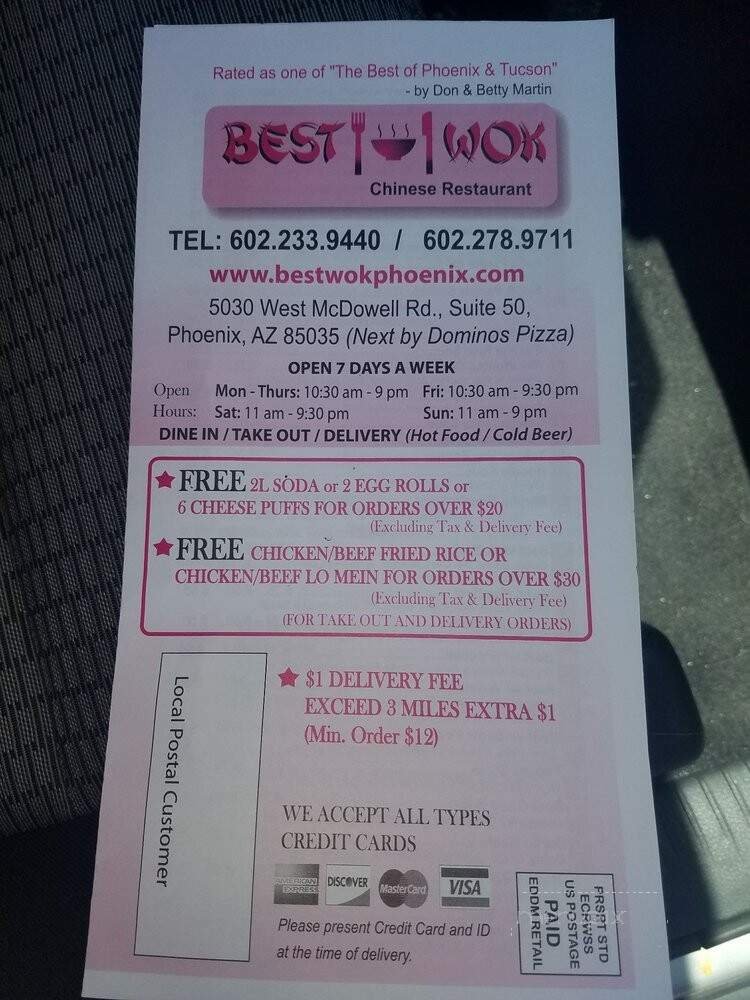 Rated as one of "The Best of Phoenix & Tucson"
- by Don & Betty Martin
BEST WOK
Chinese Restaurant
TEL: 602.233.9440 / 602.278.9711
www.bestwokphoenix.com
5030 West McDowell Rd., Suite 50,
Phoenix, AZ 85035 (Next by Dominos Pizza)
OPEN 7 DAYS A WEEK
Open Mon - Thurs: 10:30 am - 9 pm Fri: 10:30 am - 9:30 pm
Hours: Sat: 11 am - 9:30 pm Sun: 11 am - 9 pm
DINE IN / TAKE OUT / DELIVERY (Hot Food / Cold Beer)
FREE 2L SODA or 2 EGG ROLLS or
6 CHEESE PUFFS FOR ORDERS OVER $20
(Excluding Tax & Delivery Fee)
FREE CHICKEN/BEEF FRIED RICE OR
CHICKEN/BEEF LO MEIN FOR ORDERS OVER $30
(Excluding Tax & Delivery Fee)
(FOR TAKE OUT AND DELIVERY ORDERS)
Local Postal Customer
$1 DELIVERY FEE
EXCEED 3 MILES EXTRA $1
(Min. Order $12)
WE ACCEPT ALL TYPES
CREDIT CARDS
AMERICAN EXPRESS DISCOVER MasterCard VISA
Please present Credit Card and ID
at the time of delivery.
PRSRT STD
ECRWSS
US POSTAGE
PAID
EDDM RETAIL